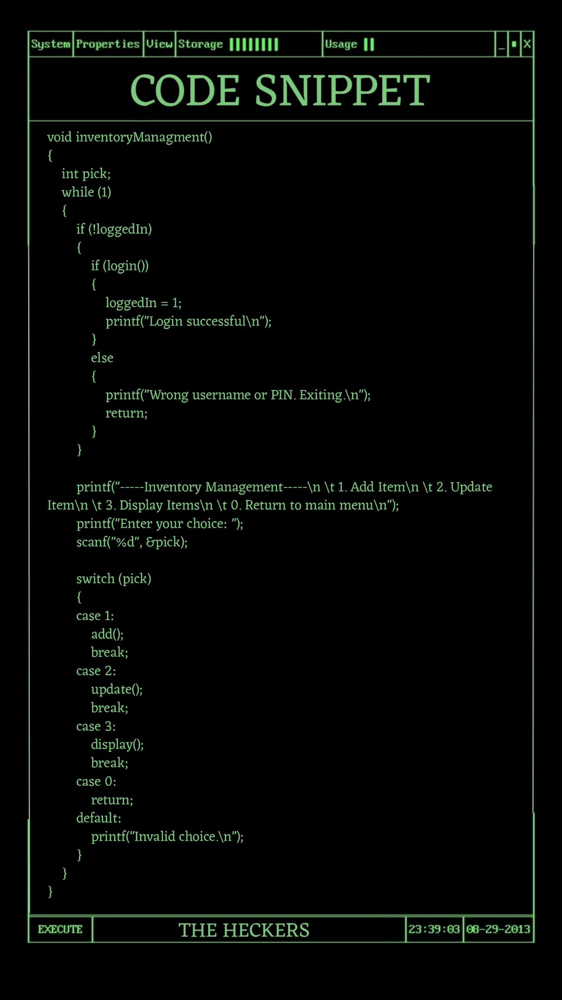 System Properties View Storage Usage _ ▪ X
CODE SNIPPET
void inventoryManagment()
{
    int pick;
    while (1)
    {
        if (!loggedIn)
        {
            if (login())
            {
                loggedIn = 1;
                printf("Login successful\n");
            }
            else
            {
                printf("Wrong username or PIN. Exiting.\n");
                return;
            }
        }

        printf("-----Inventory Management-----\n \t 1. Add Item\n \t 2. Update
Item\n \t 3. Display Items\n \t 0. Return to main menu\n");
        printf("Enter your choice: ");
        scanf("%d", &pick);

        switch (pick)
        {
        case 1:
            add();
            break;
        case 2:
            update();
            break;
        case 3:
            display();
            break;
        case 0:
            return;
        default:
            printf("Invalid choice.\n");
        }
    }
}
EXECUTE THE HECKERS 23:39:03 08-29-2013